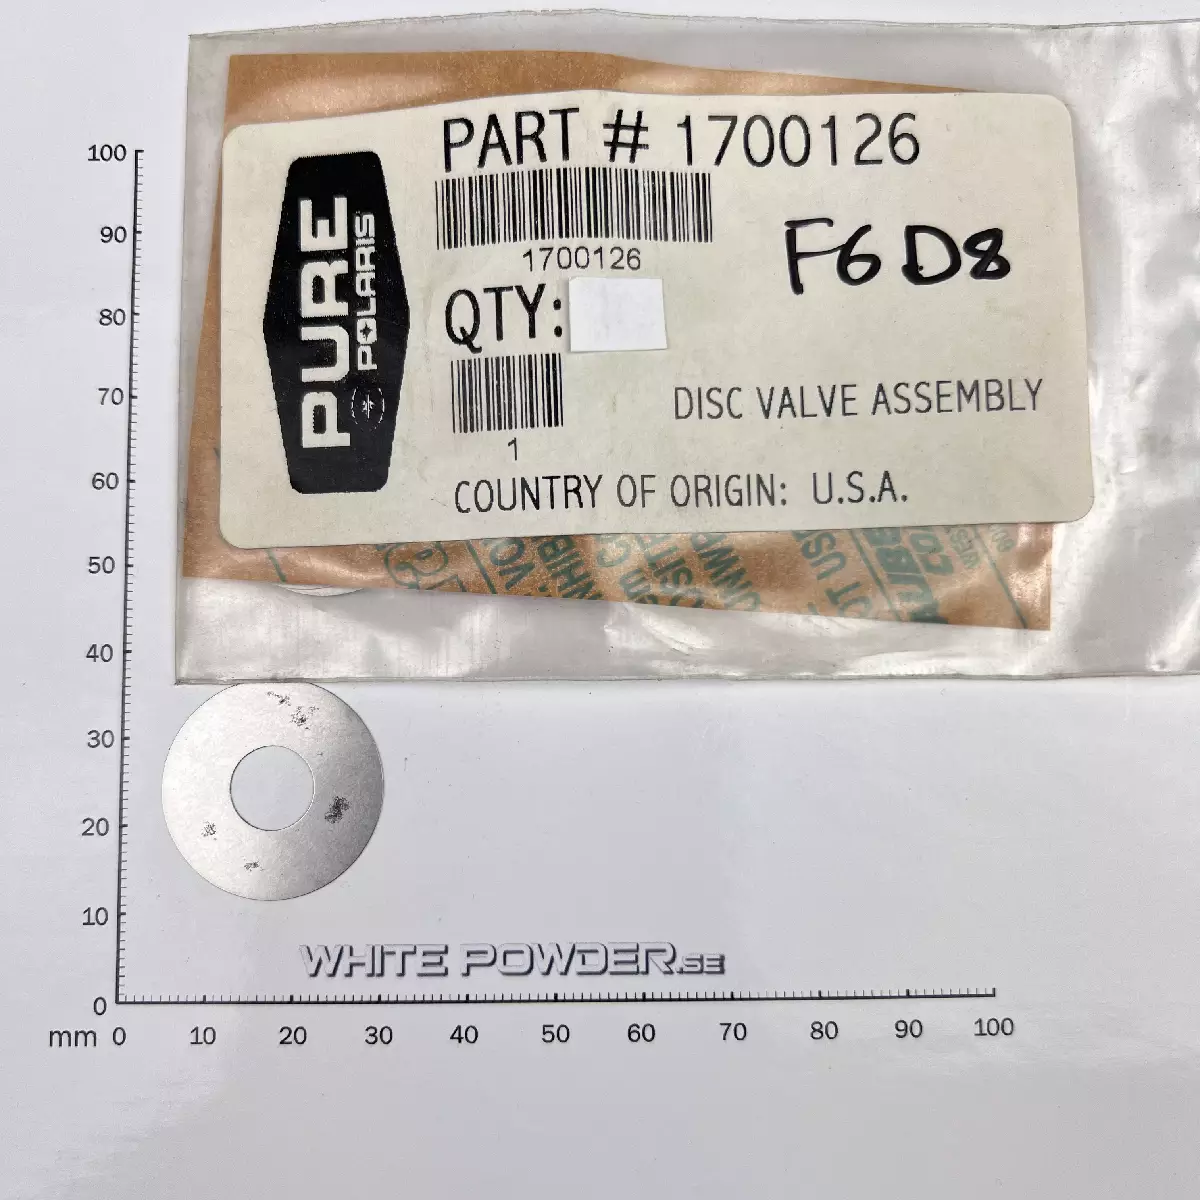 PART # 1700126
1700126
F6 D8
QTY:
1
DISC VALVE ASSEMBLY
COUNTRY OF ORIGIN: U.S.A.
PURE
POLARIS
100
90
80
70
60
50
40
30
20
10
0
WHITE POWDER.SE
mm 0 10 20 30 40 50 60 70 80 90 100